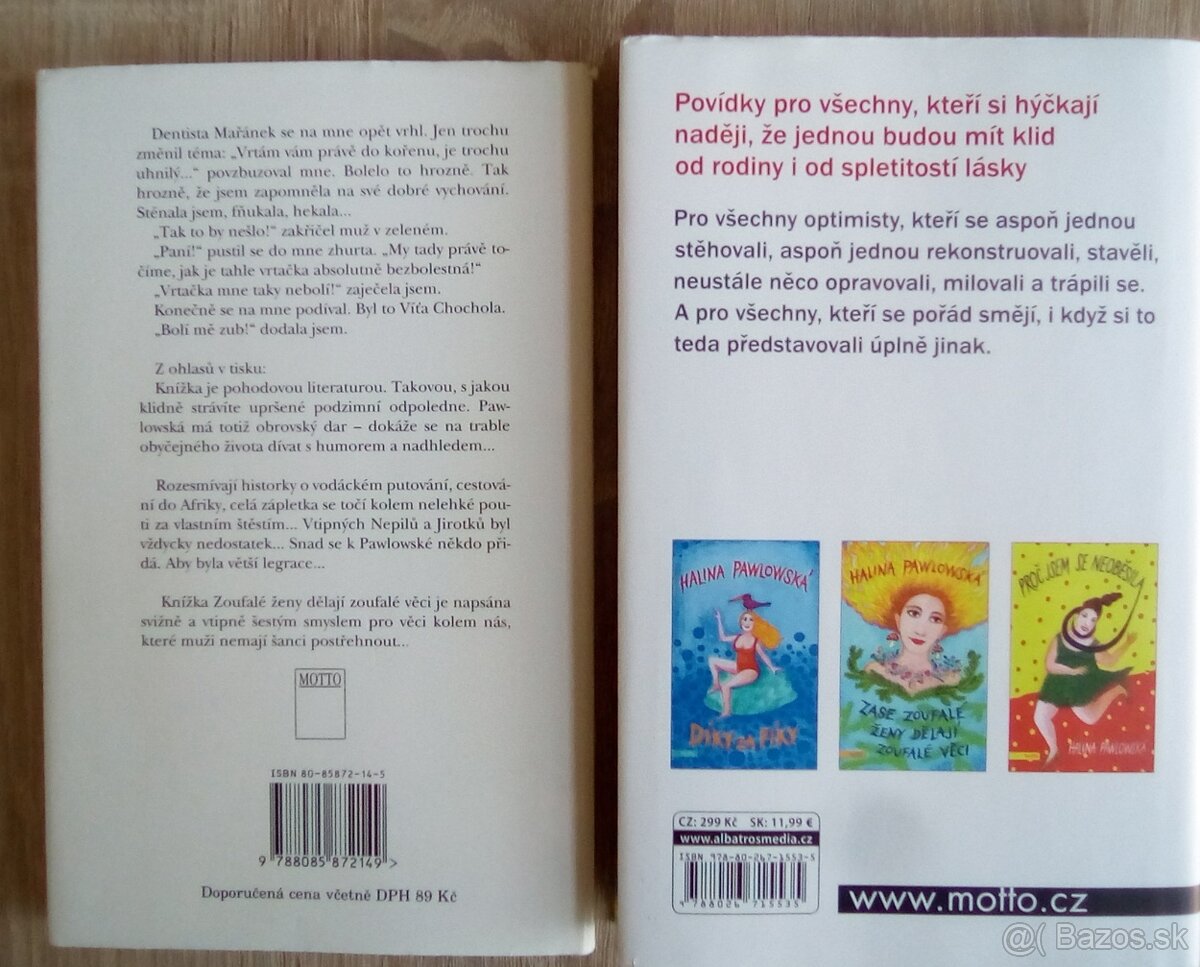 Dentista Mařánek se na mne opět vrhl. Jen trochu
změnil téma: „Vrtám vám právě do kořenu, je trochu
uhnilý...“ povzbuzoval mne. Bolelo to hrozně. Tak
hrozně, že jsem zapomněla na své dobré vychování.
Sténala jsem, fňukala, hekala...
„Tak to by nešlo!“ zakřičel muž v zeleném.
„Paní!“ pustil se do mne zhurta. „My tady právě to-
číme, jak je tahle vrtačka absolutně bezbolestná!“
„Vrtačka mne taky nebolí!“ zaječela jsem.
Konečně se na mne podíval. Byl to Víťa Chochola.
„Bolí mě zub!“ dodala jsem.
Z ohlasů v tisku:
Knížka je pohodovou literaturou. Takovou, s jakou
klidně strávíte upršené podzimní odpoledne. Paw-
lowská má totiž obrovský dar – dokáže se na trable
obyčejného života dívat s humorem a nadhledem...
Rozesmívají historky o vodáckém putování, cestová-
ní do Afriky, celá zápletka se točí kolem nelehké pou-
ti za vlastním štěstím... Vtipných Nepilů a Jirotků byl
vždycky nedostatek... Snad se k Pawlowské někdo při-
dá. Aby byla větší legrace...
Knížka Zoufalé ženy dělají zoufalé věci je napsána
svižně a vtipně šestým smyslem pro věci kolem nás,
které muži nemají šanci postřehnout...
MOTTO
ISBN 80-85872-14-5
9 788085 872149 >
Doporučená cena včetně DPH 89 Kč
Povídky pro všechny, kteří si hýčkají
naději, že jednou budou mít klid
od rodiny i od spletitostí lásky
Pro všechny optimisty, kteří se aspoň jednou
stěhovali, aspoň jednou rekonstruovali, stavěli,
neustále něco opravovali, milovali a trápili se.
A pro všechny, kteří se pořád smějí, i když si to
teda představovali úplně jinak.
HALINA PAWLOWSKÁ
DÍKY ZA FÍKY
HALINA PAWLOWSKÁ
ZASE ZOUFALÉ
ŽENY DĚLAJÍ
ZOUFALÉ VĚCI
PROČ JSEM SE NEOBĚSILA
HALINA PAWLOWSKÁ
CZ: 299 Kč SK: 11,99 €
www.albatrosmedia.cz
ISBN 978-80-267-1553-5
9 788026 715535
www.motto.cz
@( Bazos.sk